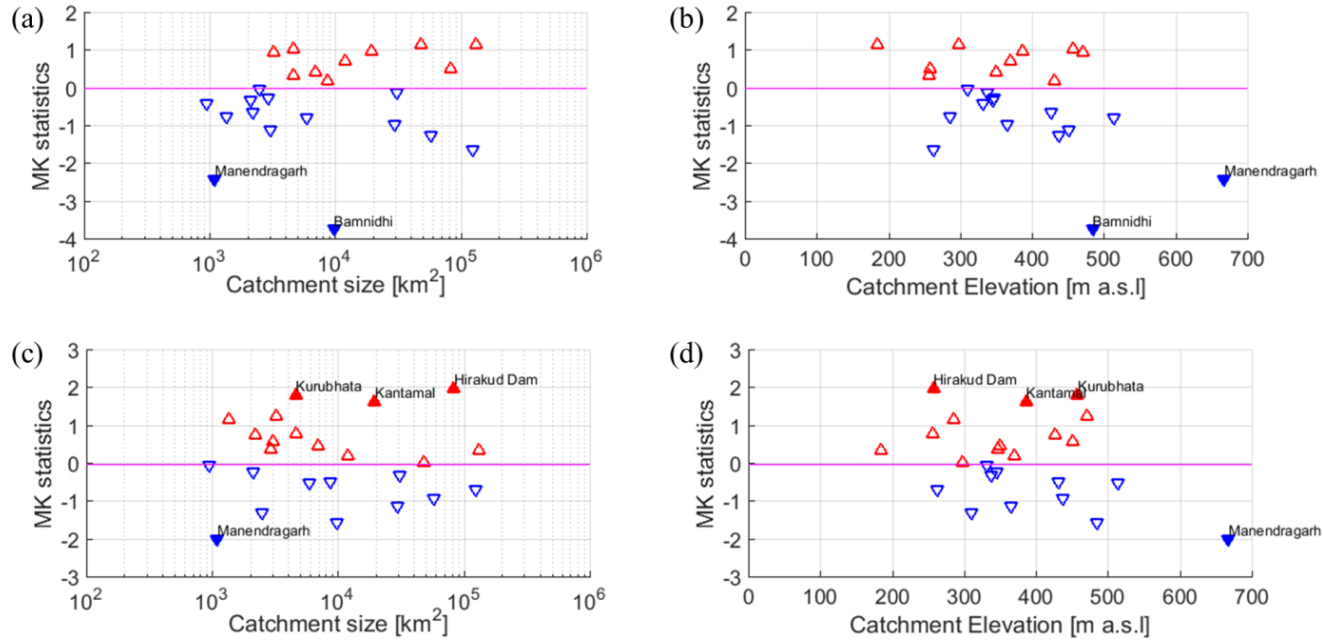 (a)
2
1
0
-1
-2
-3
-4
MK statistics
Manendragarh
Bamnidhi
10² 10³ 10⁴ 10⁵ 10⁶
Catchment size [km²]
(b)
2
1
0
-1
-2
-3
-4
MK statistics
Manendragarh
Bamnidhi
0 100 200 300 400 500 600 700
Catchment Elevation [m a.s.l]
(c)
3
2
1
0
-1
-2
-3
MK statistics
Hirakud Dam
Kurubhata
Kantamal
Manendragarh
10² 10³ 10⁴ 10⁵ 10⁶
Catchment size [km²]
(d)
3
2
1
0
-1
-2
-3
MK statistics
Hirakud Dam
Kantamal
Kurubhata
Manendragarh
0 100 200 300 400 500 600 700
Catchment Elevation [m a.s.l]